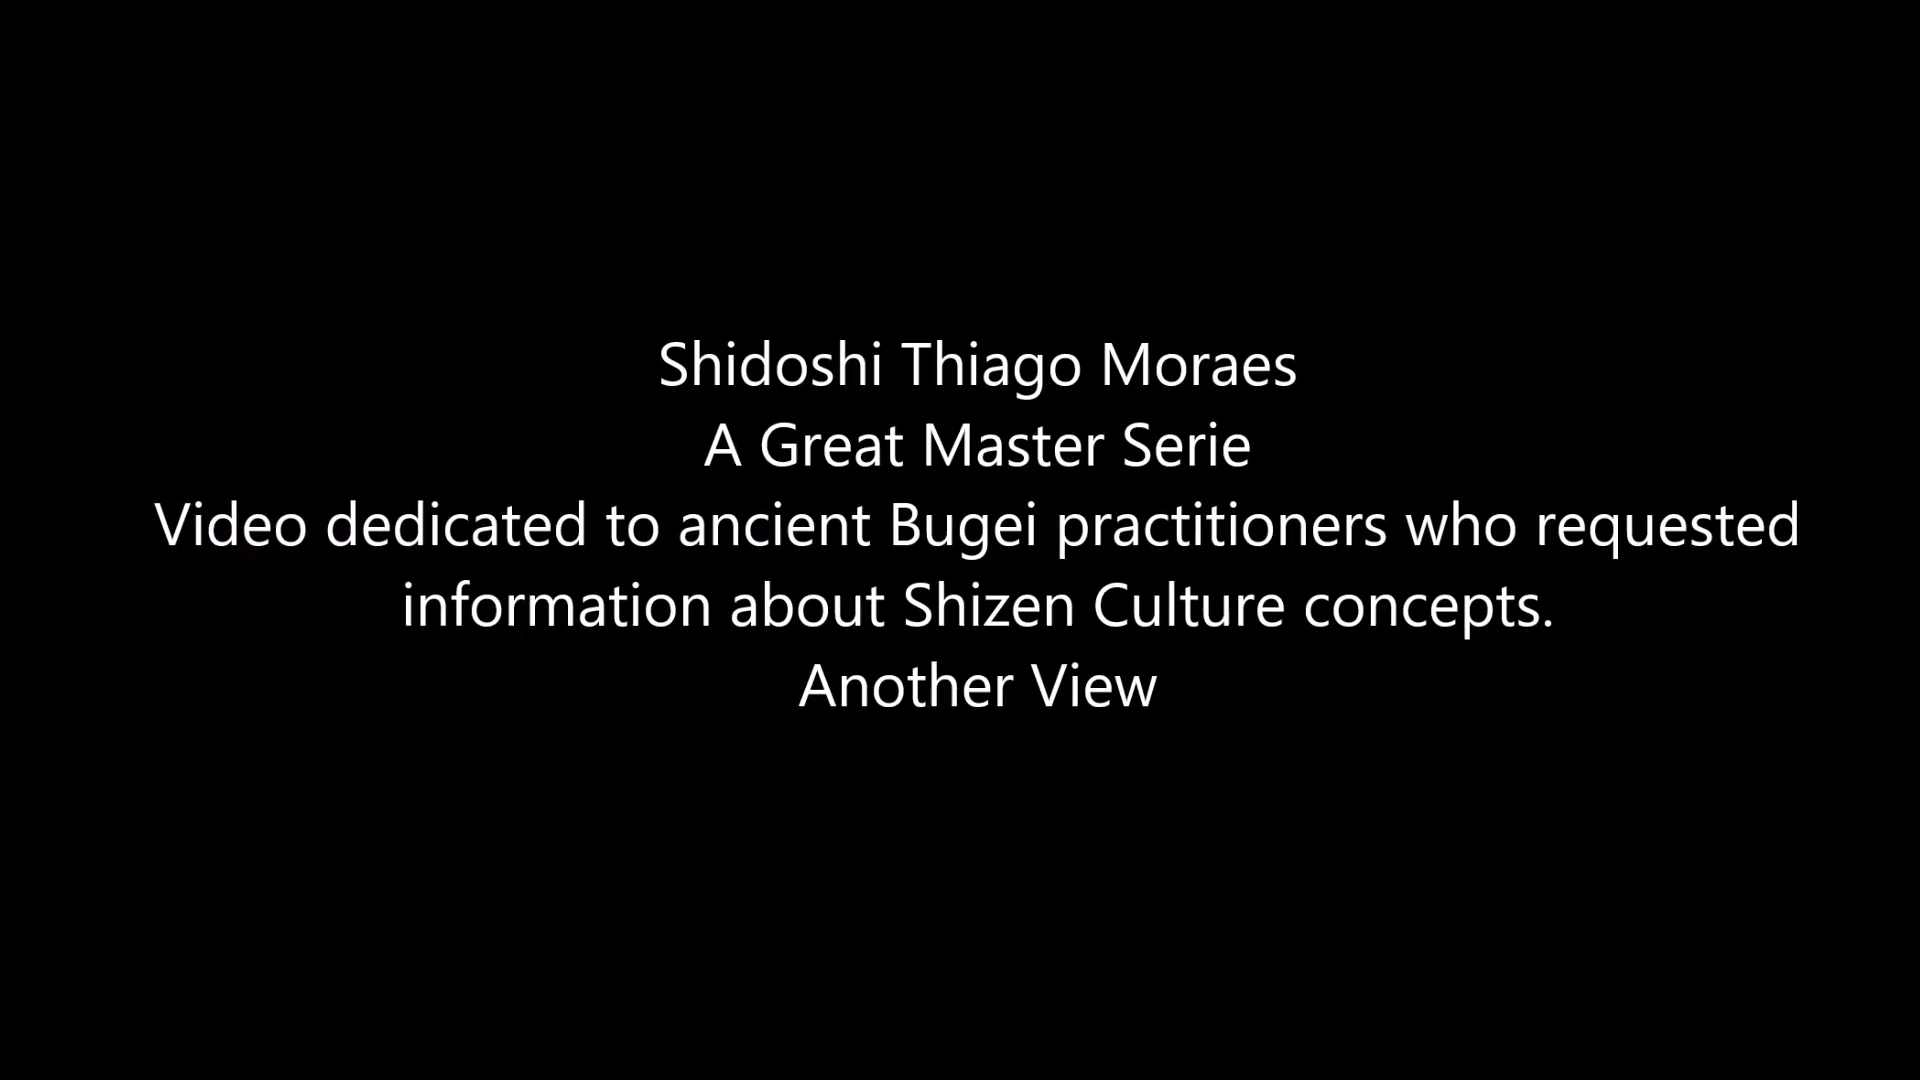 Shidoshi Thiago Moraes
A Great Master Serie
Video dedicated to ancient Bugei practitioners who requested
information about Shizen Culture concepts.
Another View